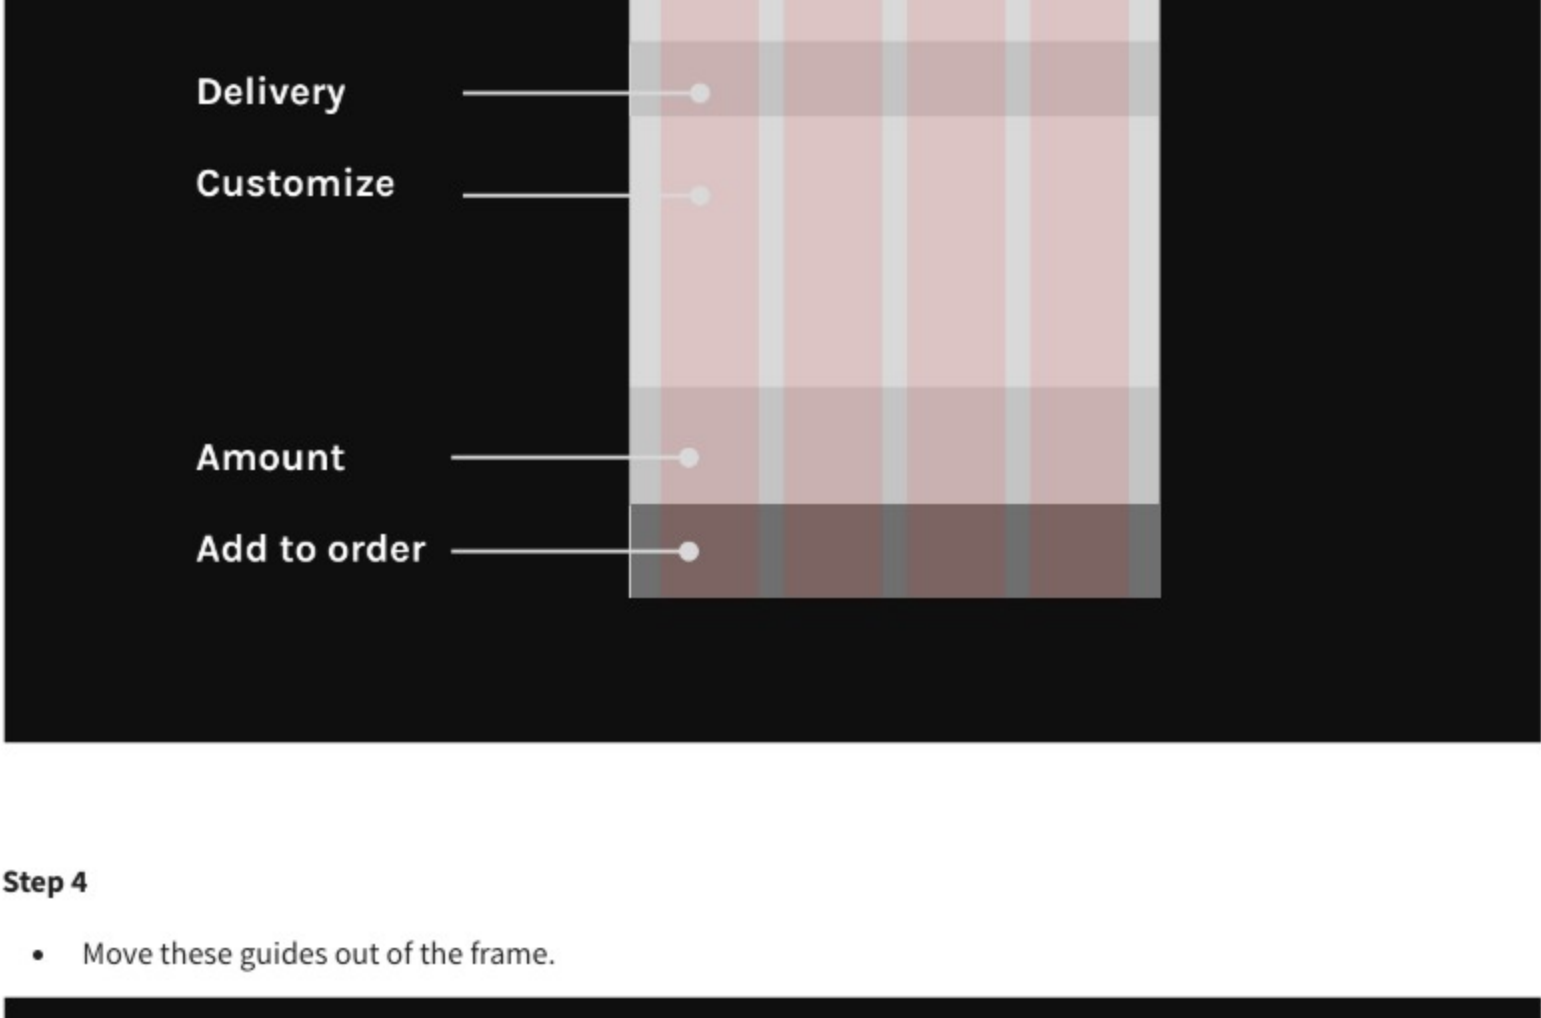 Delivery
Customize
Amount
Add to order
Step 4
• Move these guides out of the frame.